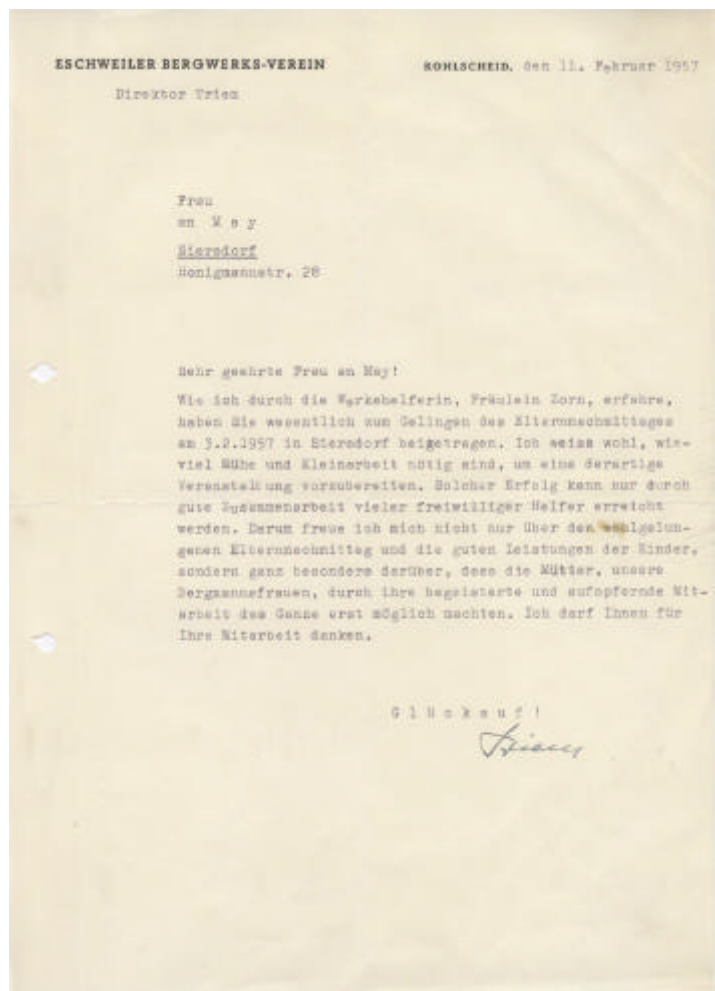 ESCHWEILER BERGWERKS-VEREIN
KOHLSCHEID, den 11. Februar 1957
Direktor Triem
Frau
an M e y
Siersdorf
Honigmannstr. 28
Sehr geehrte Frau an Mey!
Wie ich durch die Werkshelferin, Fräulein Zorn, erfahre,
haben Sie wesentlich zum Gelingen des Elternnachmittages
am 3.2.1957 in Siersdorf beigetragen. Ich weiss wohl, wie-
viel Mühe und Kleinarbeit nötig sind, um eine derartige
Veranstaltung vorzubereiten. Solcher Erfolg kann nur durch
gute Zusammenarbeit vieler freiwilliger Helfer erreicht
werden. Darum freue ich mich nicht nur über den wohlgelun-
genen Elternnachmittag und die guten Leistungen der Kinder,
sondern ganz besonders darüber, dass die Mütter, unsere
Bergmannsfrauen, durch ihre begeisterte und aufopfernde Mit-
arbeit das Ganze erst möglich machten. Ich darf Ihnen für
Ihre Mitarbeit danken.
G l ü c k a u f !
Triem